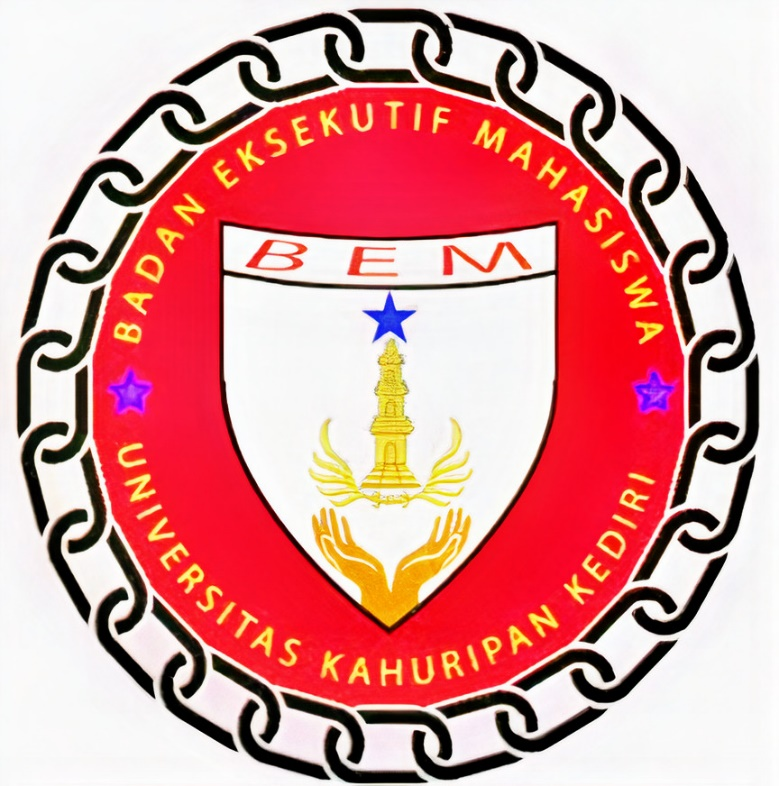 BADAN EKSEKUTIF MAHASISWA
BEM
UNIVERSITAS KAHURIPAN KEDIRI